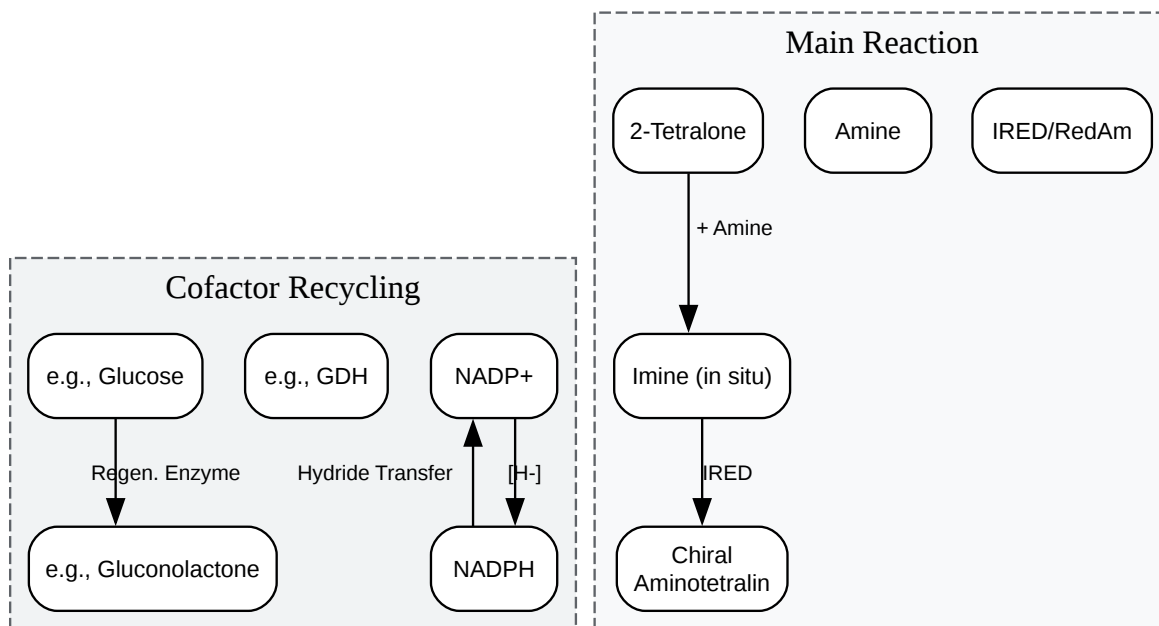 Main Reaction
2-Tetralone
Amine
IRED/RedAm
+ Amine
Cofactor Recycling
e.g., Glucose
e.g., GDH
NADP+
Imine (in situ)
Regen. Enzyme
Hydride Transfer
[H-]
IRED
e.g., Gluconolactone
NADPH
Chiral
Aminotetralin